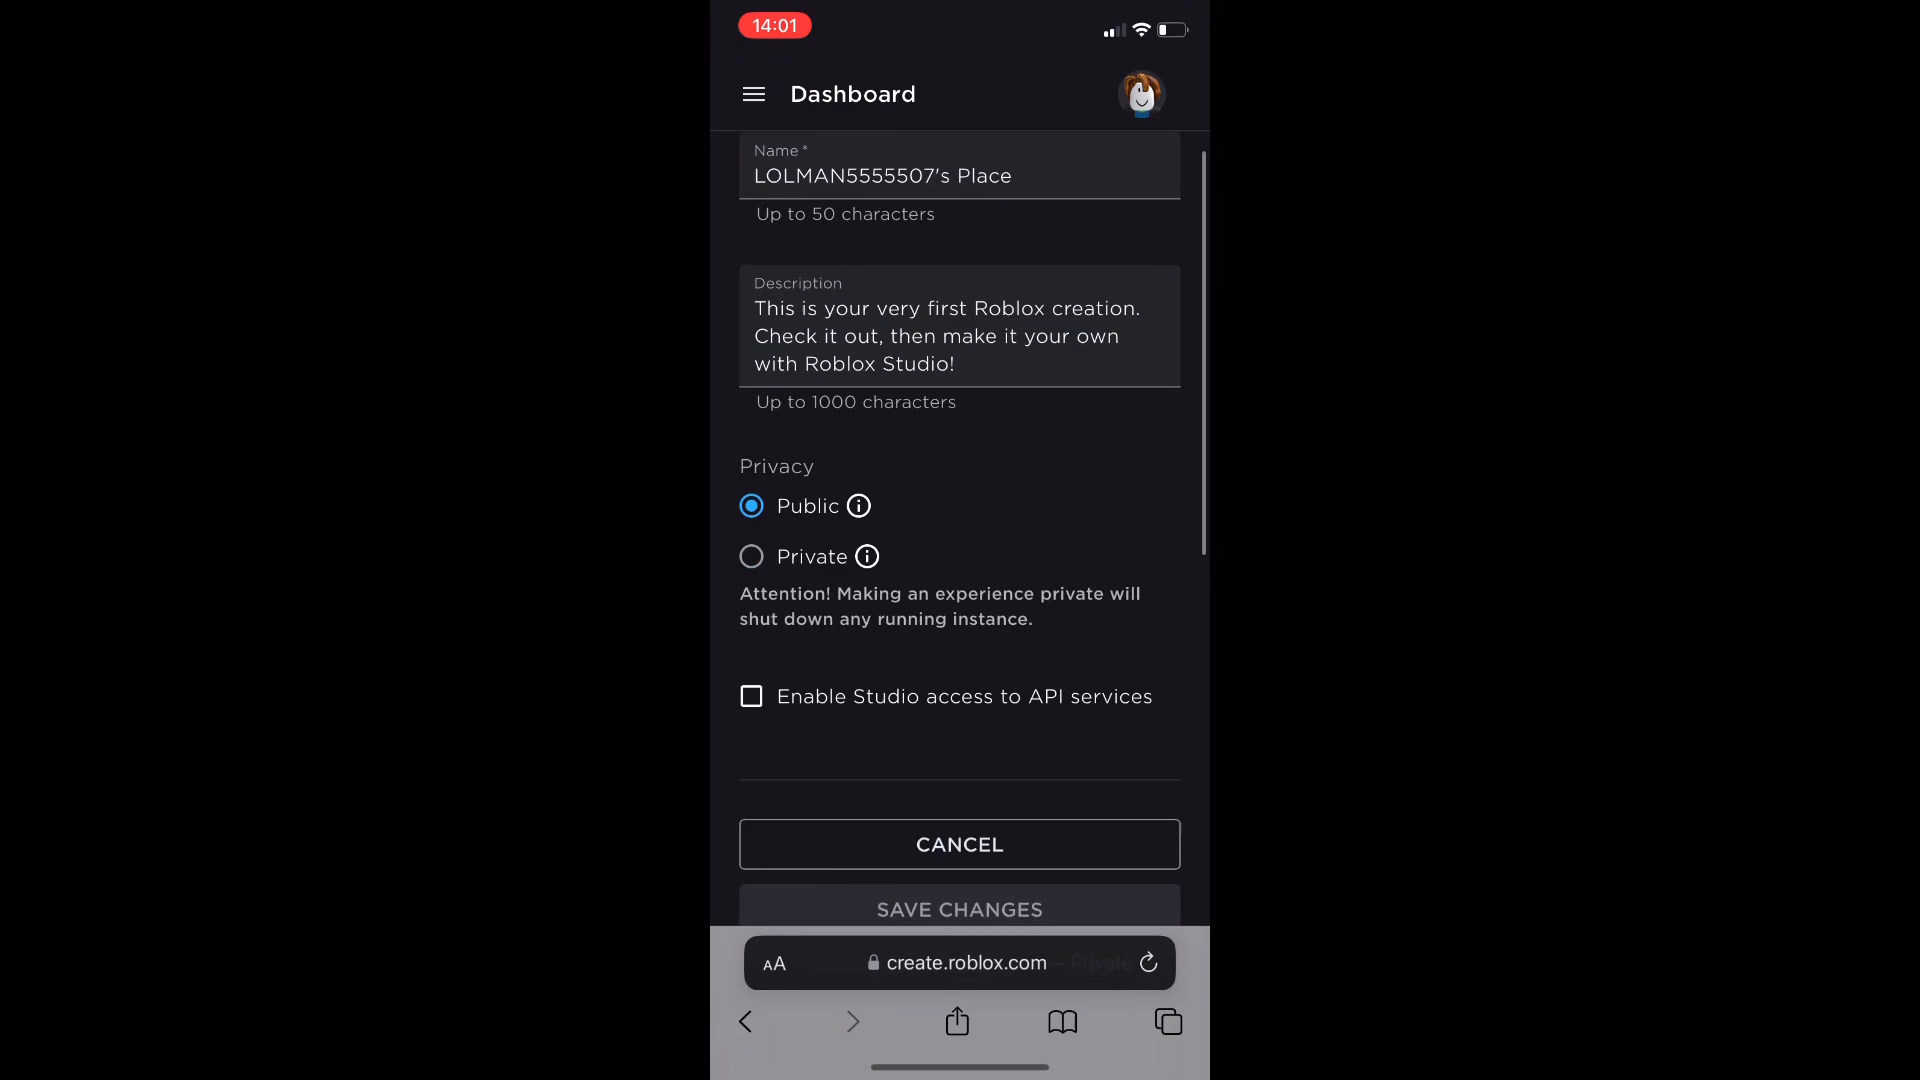 14:01
Dashboard
Name *
LOLMAN5555507's Place
Up to 50 characters
Description
This is your very first Roblox creation.
Check it out, then make it your own
with Roblox Studio!
Up to 1000 characters
Privacy
Public
Private
Attention! Making an experience private will
shut down any running instance.
Enable Studio access to API services
CANCEL
SAVE CHANGES
AA create.roblox.com — Private